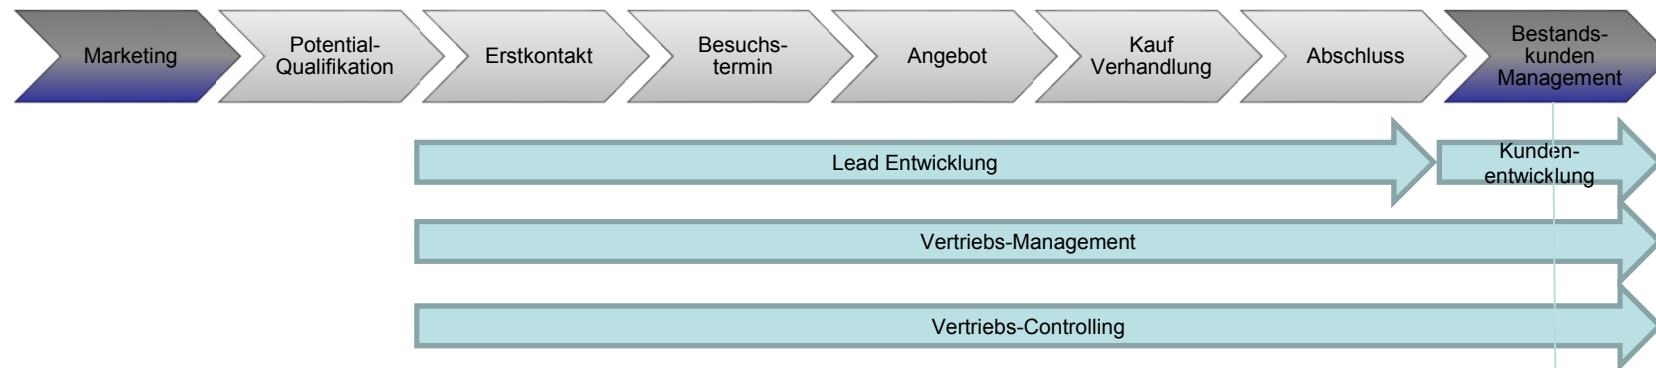 Marketing
Potential-
Qualifikation
Erstkontakt
Besuchs-
termin
Angebot
Kauf
Verhandlung
Abschluss
Bestands-
kunden
Management
Lead Entwicklung
Kunden-
entwicklung
Vertriebs-Management
Vertriebs-Controlling